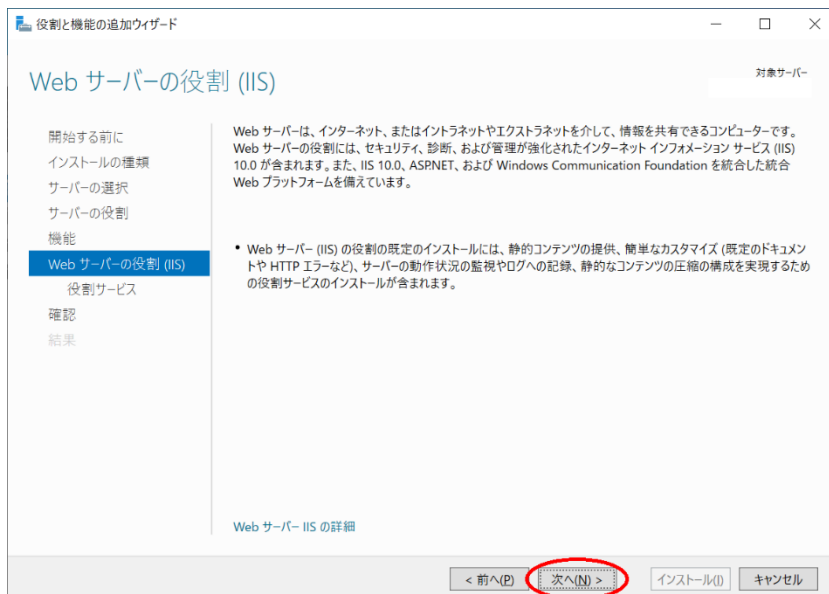 役割と機能の追加ウィザード
Web サーバーの役割 (IIS)
対象サーバー
開始する前に
インストールの種類
サーバーの選択
サーバーの役割
機能
Web サーバーの役割 (IIS)
役割サービス
確認
結果
Web サーバーは、インターネット、またはイントラネットやエクストラネットを介して、情報を共有できるコンピューターです。
Web サーバーの役割には、セキュリティ、診断、および管理が強化されたインターネット インフォメーション サービス (IIS)
10.0 が含まれます。また、IIS 10.0、ASP.NET、および Windows Communication Foundation を統合した統合
Web プラットフォームを備えています。
• Web サーバー (IIS) の役割の既定のインストールには、静的コンテンツの提供、簡単なカスタマイズ (既定のドキュメン
トや HTTP エラーなど)、サーバーの動作状況の監視やログへの記録、静的なコンテンツの圧縮の構成を実現するため
の役割サービスのインストールが含まれます。
Web サーバー IIS の詳細
< 前へ(P) 次へ(N) > インストール(I) キャンセル